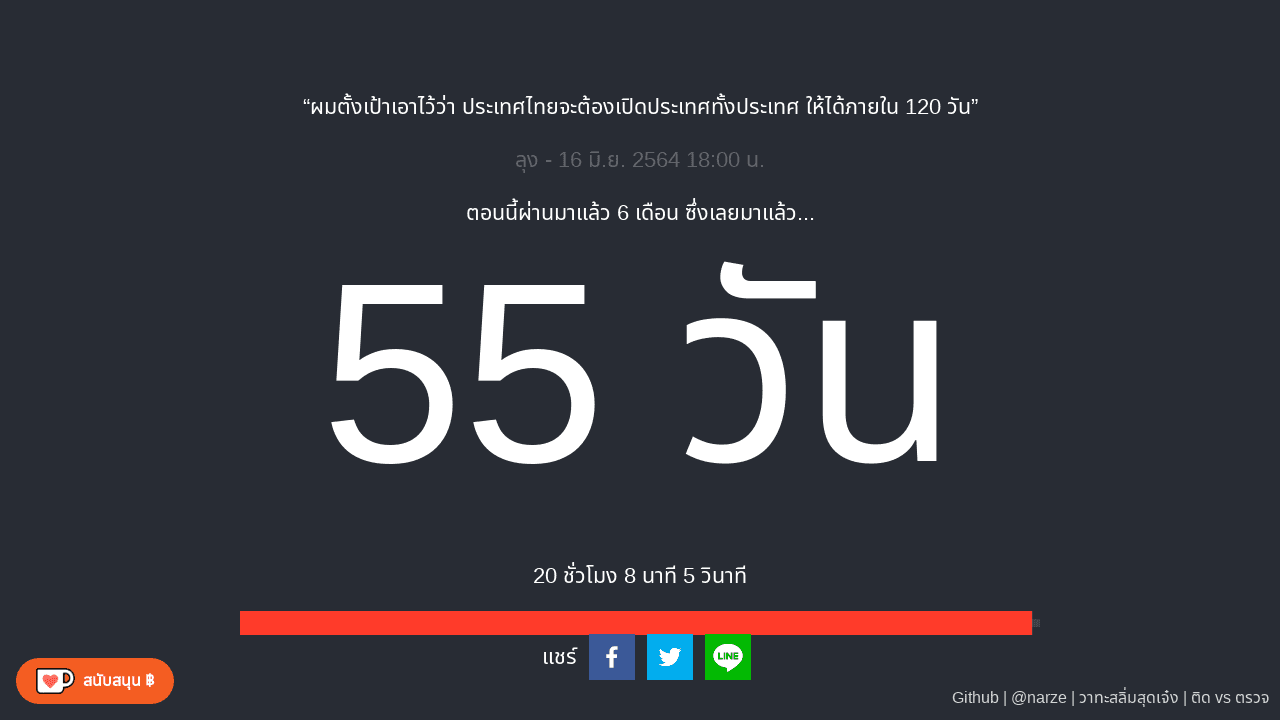 “ผมตั้งเป้าเอาไว้ว่า ประเทศไทยจะต้องเปิดประเทศทั้งประเทศ ให้ได้ภายใน 120 วัน”
ลุง - 16 มิ.ย. 2564 18:00 น.
ตอนนี้ผ่านมาแล้ว 6 เดือน ซึ่งเลยมาแล้ว...
55 วัน
20 ชั่วโมง 8 นาที 5 วินาที
แชร์
LINE
สนับสนุน ฿
Github | @narze | วาทะสลิ่มสุดเจ๋ง | ติด vs ตรวจ